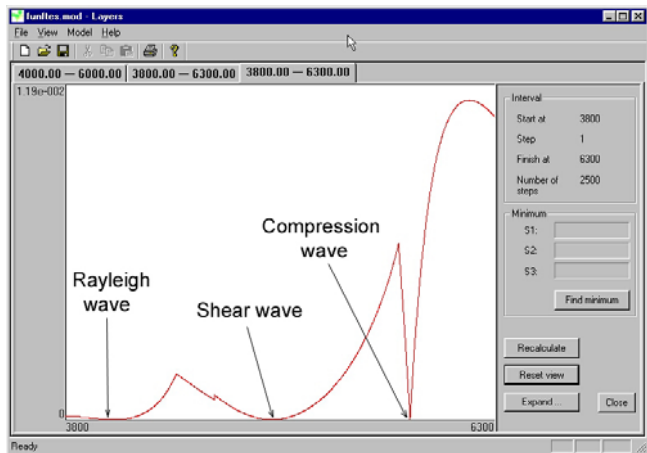 funftes.mod - Layers
File View Model Help
4000.00 — 6000.00
3800.00 — 6300.00
3800.00 — 6300.00
1.19e-002
Compression
wave
Rayleigh
wave
Shear wave
0
3800
6300
Interval
Start at 3800
Step 1
Finish at 6300
Number of
steps 2500
Minimum
S1:
S2:
S3:
Find minimum
Recalculate
Reset view
Expand...
Close
Ready